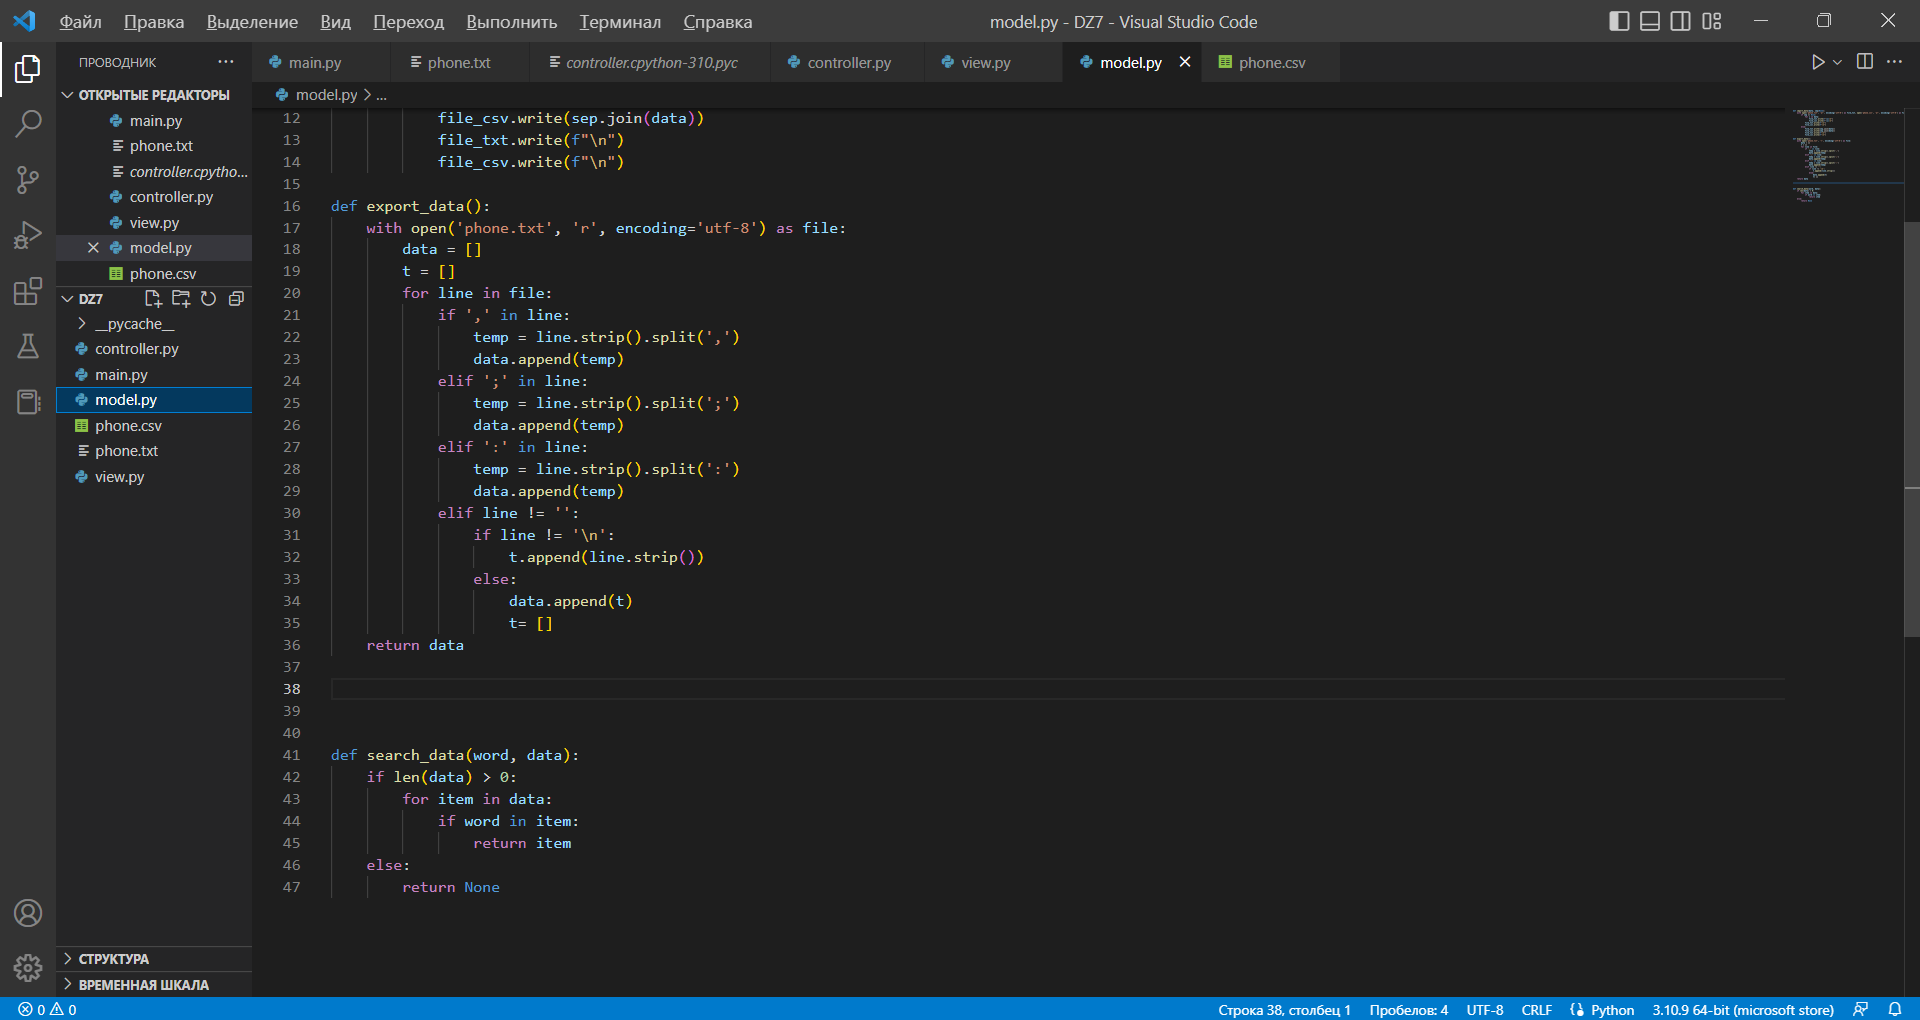 Файл Правка Выделение Вид Переход Выполнить Терминал Справка
model.py - DZ7 - Visual Studio Code
ПРОВОДНИК
ОТКРЫТЫЕ РЕДАКТОРЫ
main.py
phone.txt
controller.cpytho...
controller.py
view.py
model.py
phone.csv
DZ7
__pycache__
controller.py
main.py
model.py
phone.csv
phone.txt
view.py
СТРУКТУРА
ВРЕМЕННАЯ ШКАЛА
main.py phone.txt controller.cpython-310.pyc controller.py view.py model.py phone.csv
model.py > ...
12 file_csv.write(sep.join(data))
13 file_txt.write(f"\n")
14 file_csv.write(f"\n")
15
16 def export_data():
17 with open('phone.txt', 'r', encoding='utf-8') as file:
18 data = []
19 t = []
20 for line in file:
21 if ',' in line:
22 temp = line.strip().split(',')
23 data.append(temp)
24 elif ';' in line:
25 temp = line.strip().split(';')
26 data.append(temp)
27 elif ':' in line:
28 temp = line.strip().split(':')
29 data.append(temp)
30 elif line != '':
31 if line != '\n':
32 t.append(line.strip())
33 else:
34 data.append(t)
35 t= []
36 return data
37
38
39
40
41 def search_data(word, data):
42 if len(data) > 0:
43 for item in data:
44 if word in item:
45 return item
46 else:
47 return None
0 0
Строка 38, столбец 1 Пробелов: 4 UTF-8 CRLF Python 3.10.9 64-bit (microsoft store)